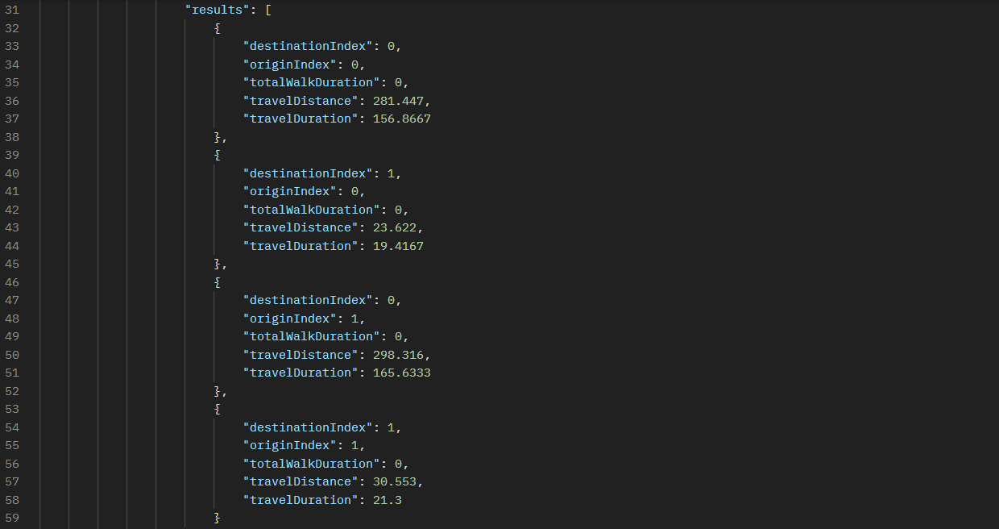 31 "results": [
32 {
33 "destinationIndex": 0,
34 "originIndex": 0,
35 "totalWalkDuration": 0,
36 "travelDistance": 281.447,
37 "travelDuration": 156.8667
38 },
39 {
40 "destinationIndex": 1,
41 "originIndex": 0,
42 "totalWalkDuration": 0,
43 "travelDistance": 23.622,
44 "travelDuration": 19.4167
45 },
46 {
47 "destinationIndex": 0,
48 "originIndex": 1,
49 "totalWalkDuration": 0,
50 "travelDistance": 298.316,
51 "travelDuration": 165.6333
52 },
53 {
54 "destinationIndex": 1,
55 "originIndex": 1,
56 "totalWalkDuration": 0,
57 "travelDistance": 30.553,
58 "travelDuration": 21.3
59 }